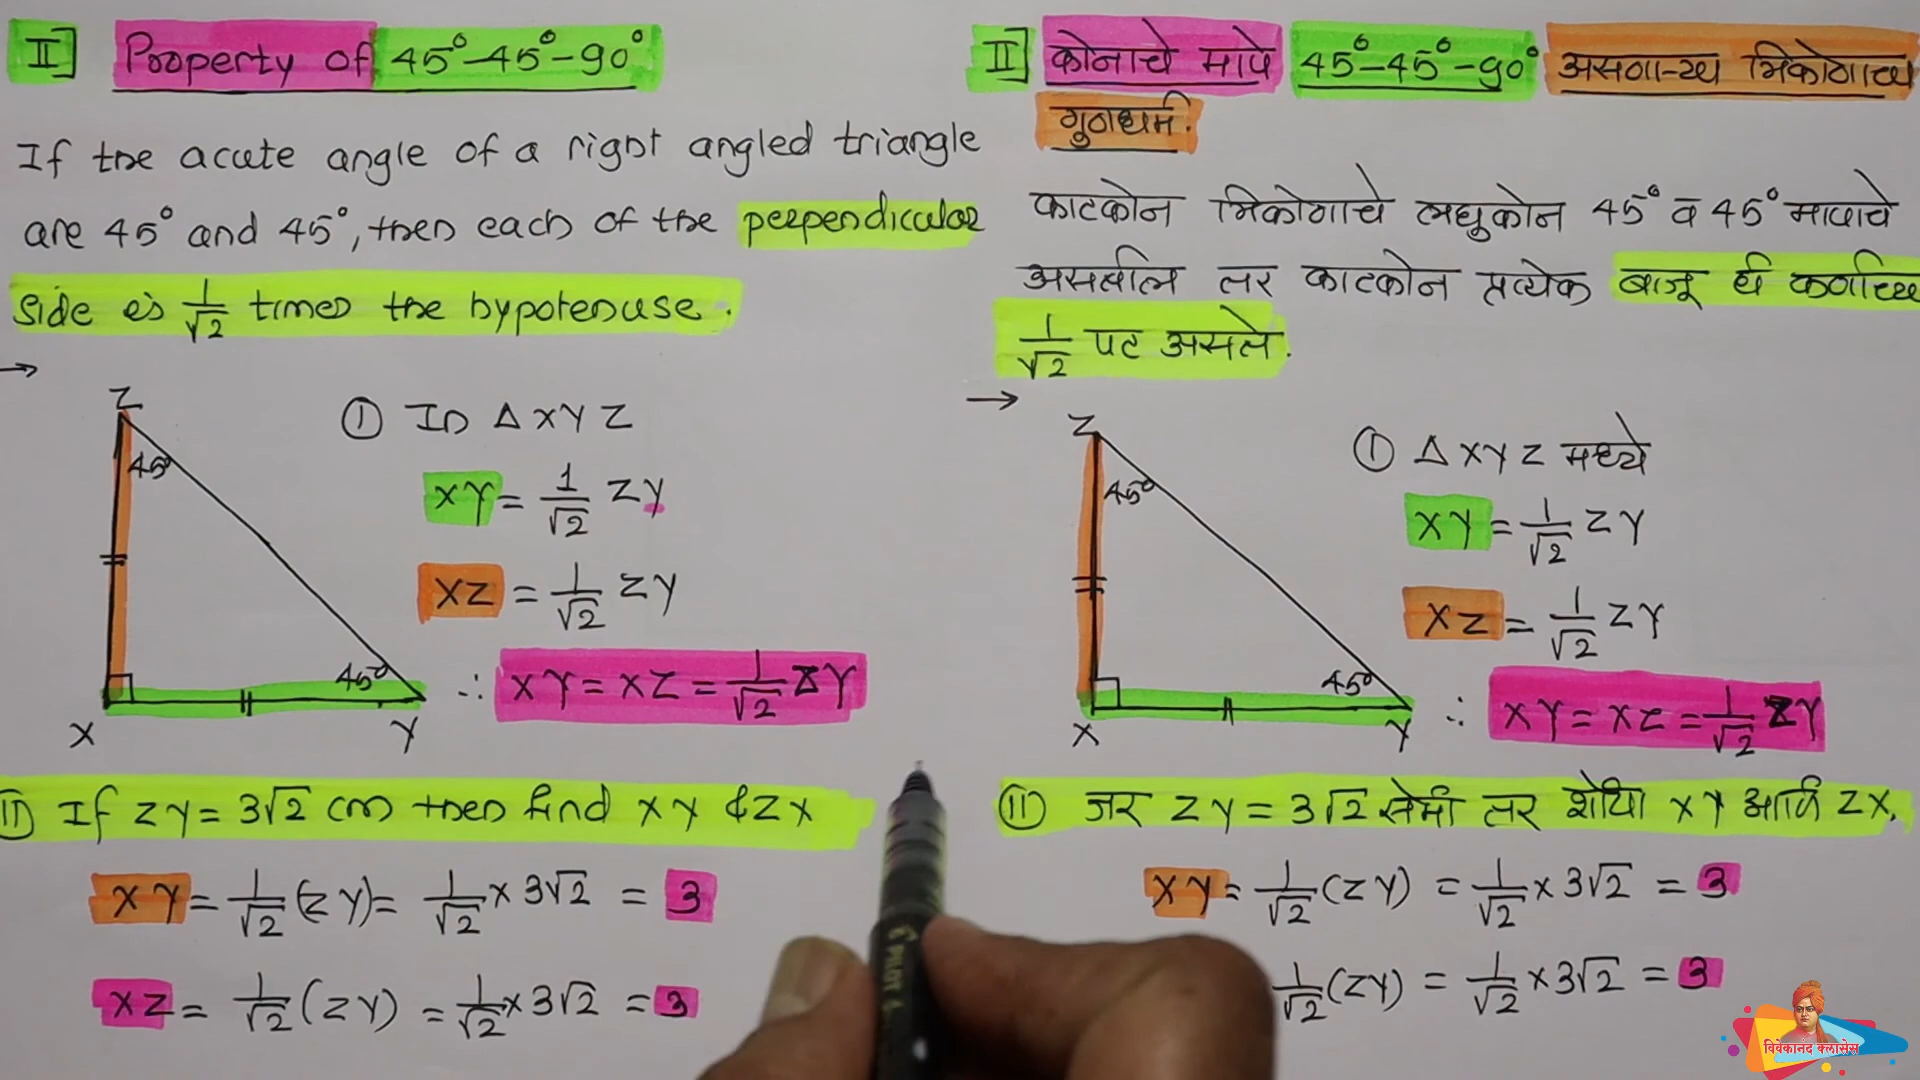 II] Property of 45°-45°-90°
If the acute angle of a right angled triangle
are 45° and 45°, then each of the perpendicular
side is 1/√2 times the hypotenuse.
→
Z
45°
45°
X
Y
① In Δ XYZ
XY = 1/√2 ZY
XZ = 1/√2 ZY
∴ XY = XZ = 1/√2 ZY
II) If ZY = 3√2 cm then find XY & ZX
XY = 1/√2 (ZY) = 1/√2 × 3√2 = 3
XZ = 1/√2 (ZY) = 1/√2 × 3√2 = 3
II] कोनाचे मापे 45°-45°-90° असणाऱ्या त्रिकोणाचा
गुणधर्म.
काटकोन त्रिकोणाचे लघुकोन 45° व 45° मापाचे
असतील तर काटकोन प्रत्येक बाजू ही कर्णाच्या
1/√2 पट असते.
→
Z
45°
45°
X
Y
① Δ XYZ मध्ये
XY = 1/√2 ZY
XZ = 1/√2 ZY
∴ XY = XZ = 1/√2 ZY
II) जर ZY = 3√2 सेमी तर शोधा XY आणि ZX.
XY = 1/√2 (ZY) = 1/√2 × 3√2 = 3
1/√2 (ZY) = 1/√2 × 3√2 = 3
विवेकानंद क्लासेस
PILOT